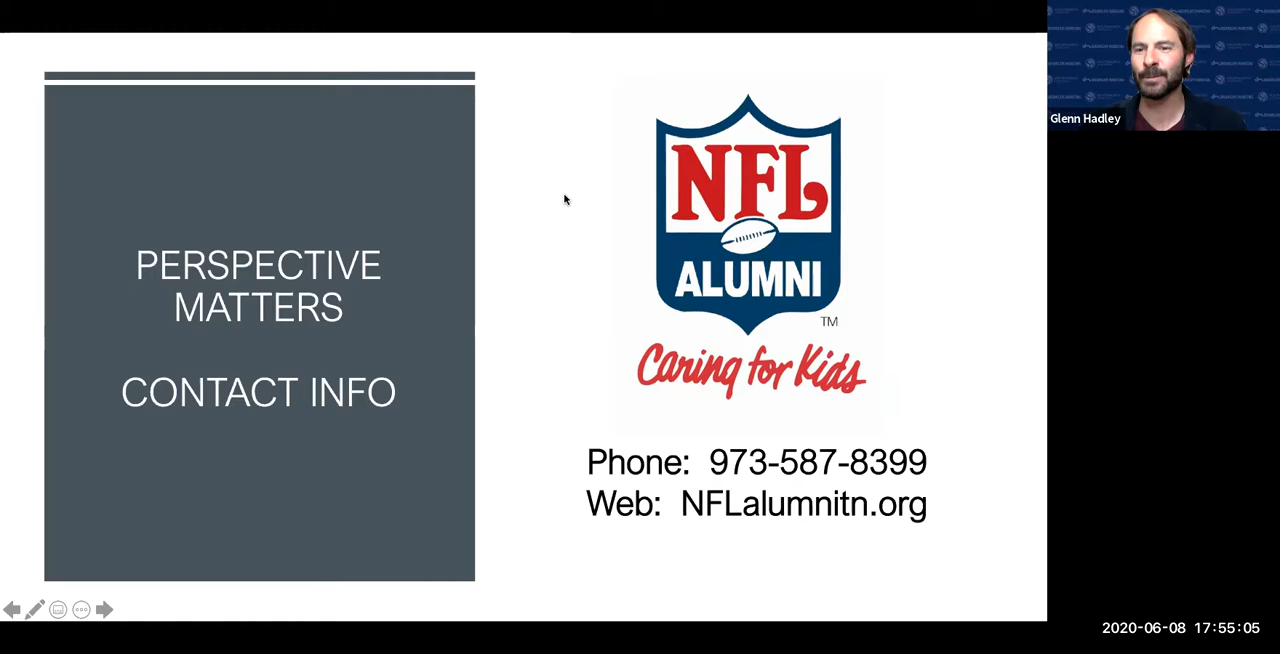 PERSPECTIVE
MATTERS
CONTACT INFO
NFL
ALUMNI
TM
Caring for Kids
Phone: 973-587-8399
Web: NFLalumnitn.org
Glenn Hadley
2020-06-08 17:55:05